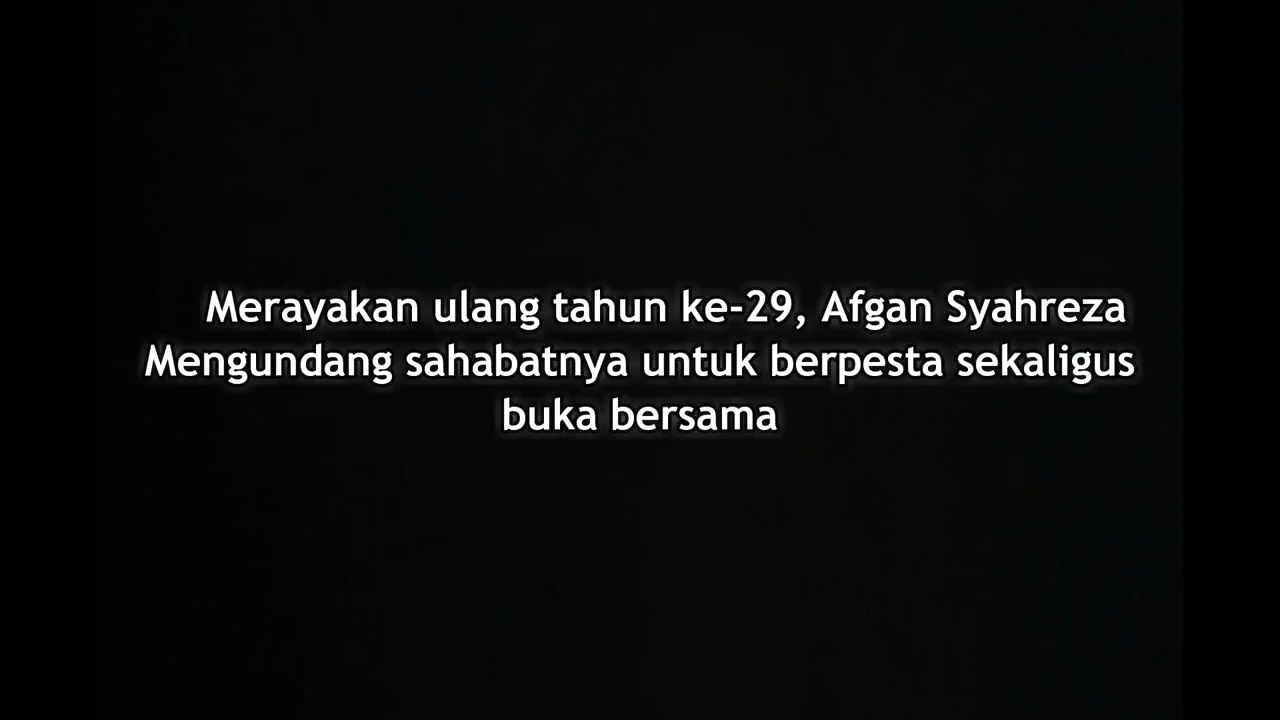 Merayakan ulang tahun ke-29, Afgan Syahreza
Mengundang sahabatnya untuk berpesta sekaligus
buka bersama